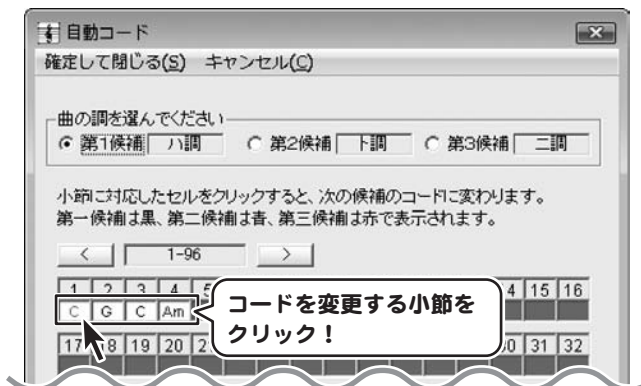 自動コード
確定して閉じる(S) キャンセル(C)
曲の調を選んでください
第1候補 ハ調 第2候補 ト調 第3候補 ニ調
小節に対応したセルをクリックすると、次の候補のコードに変わります。
第一候補は黒、第二候補は青、第三候補は赤で表示されます。
< 1-96 >
1 2 3 4 5 4 15 16
C G C Am
コードを変更する小節を
クリック！
17 18 19 20 2 30 31 32